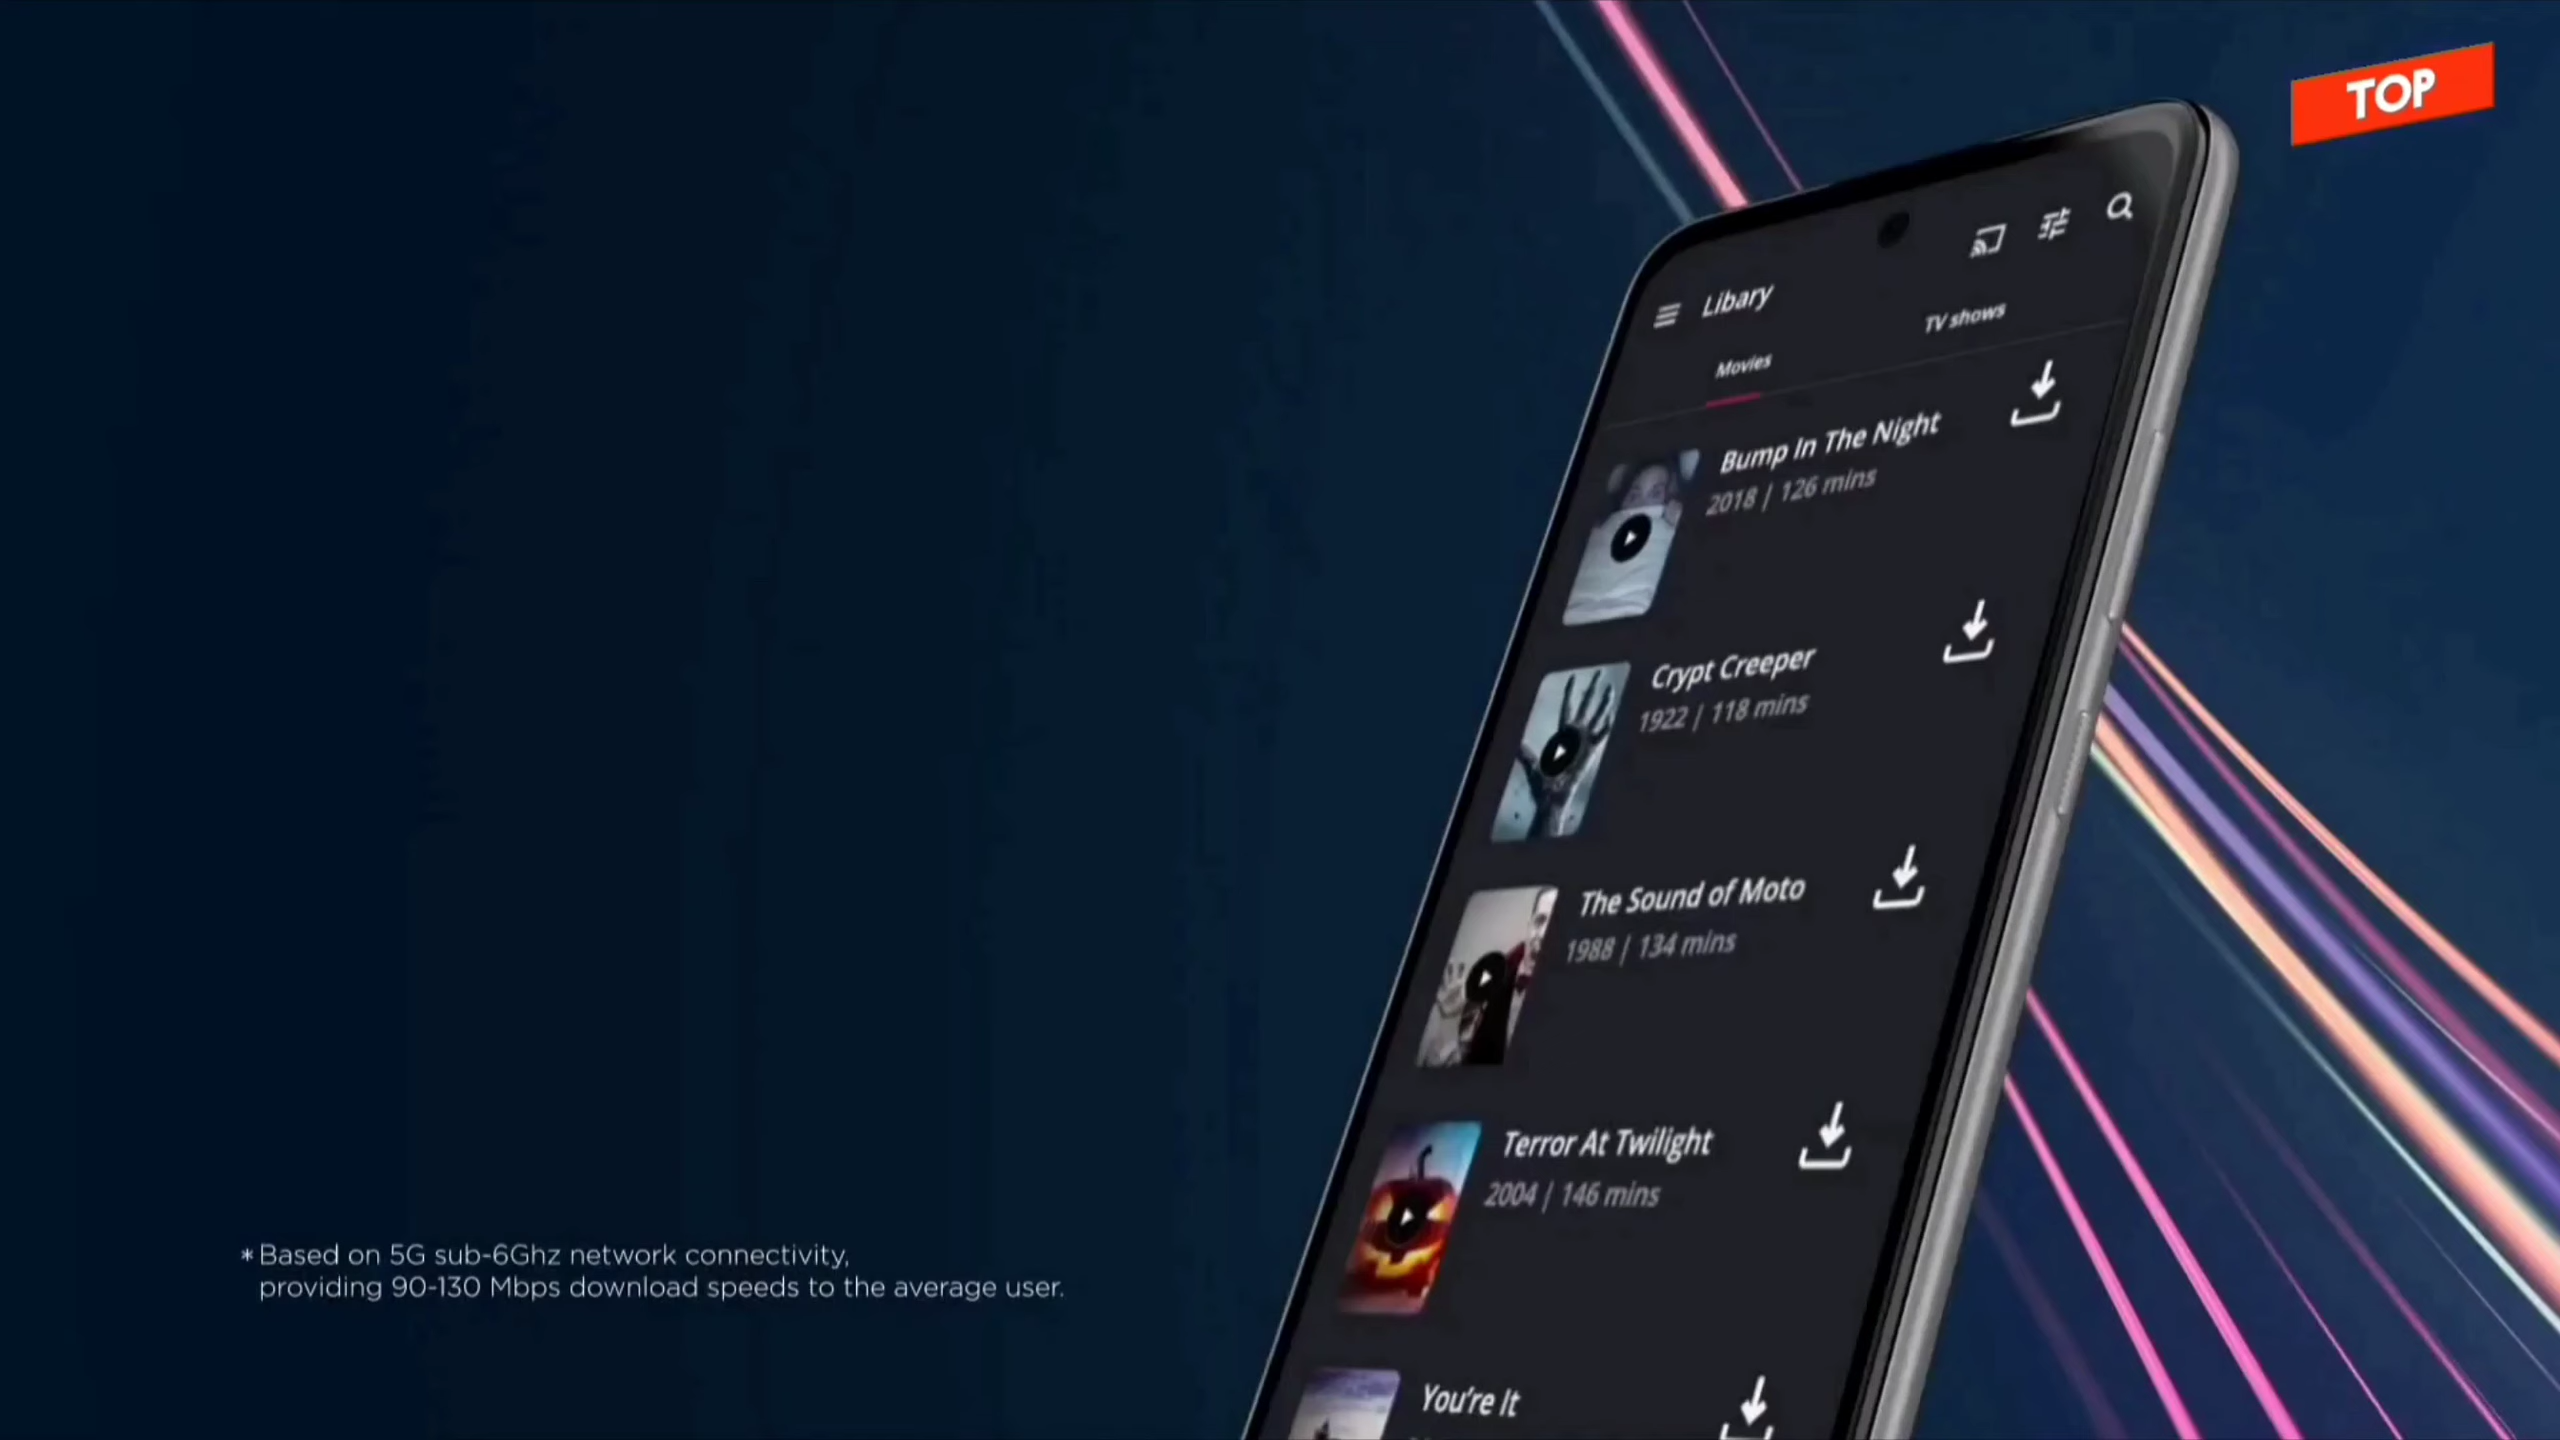 TOP
Libary
Movies
TV shows
Bump In The Night
2018 | 126 mins
Crypt Creeper
1922 | 118 mins
The Sound of Moto
1988 | 134 mins
Terror At Twilight
2004 | 146 mins
You're It
* Based on 5G sub-6Ghz network connectivity,
providing 90-130 Mbps download speeds to the average user.